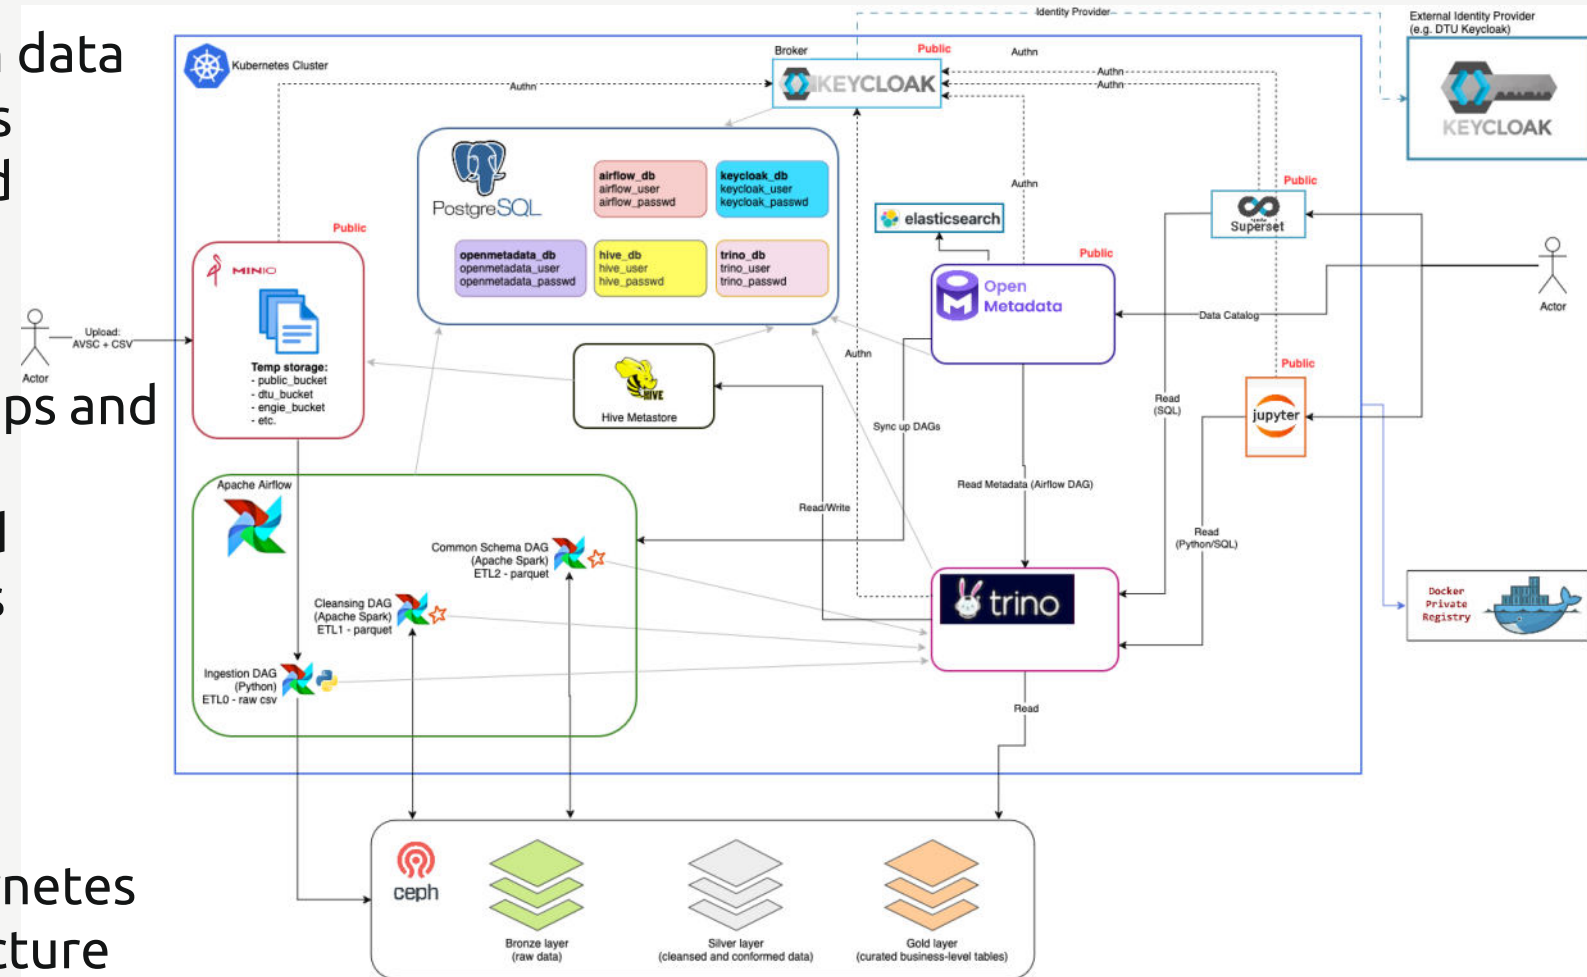 data
s
d
ps and
d
s
netes
cture
Identity Provider
External Identity Provider
(e.g. DTU Keycloak)
KEYCLOAK
Kubernetes Cluster
Broker
Public
KEYCLOAK
Authn
Authn
Authn
Authn
Authn
Authn
PostgreSQL
airflow_db
airflow_user
airflow_passwd
keycloak_db
keycloak_user
keycloak_passwd
openmetadata_db
openmetadata_user
openmetadata_passwd
hive_db
hive_user
hive_passwd
trino_db
trino_user
trino_passwd
elasticsearch
Public
Superset
Public
Open
Metadata
Actor
Data Catalog
Public
MINIO
Temp storage:
- public_bucket
- dtu_bucket
- engie_bucket
- etc.
Actor
Upload:
AVSC + CSV
HIVE
Hive Metastore
Public
jupyter
Read
(SQL)
Sync up DAGs
Read Metadata (Airflow DAG)
Read/Write
Read
(Python/SQL)
Apache Airflow
Common Schema DAG
(Apache Spark)
ETL2 - parquet
Cleansing DAG
(Apache Spark)
ETL1 - parquet
Ingestion DAG
(Python)
ETL0 - raw csv
trino
Docker
Private
Registry
Read
ceph
Bronze layer
(raw data)
Silver layer
(cleansed and conformed data)
Gold layer
(curated business-level tables)